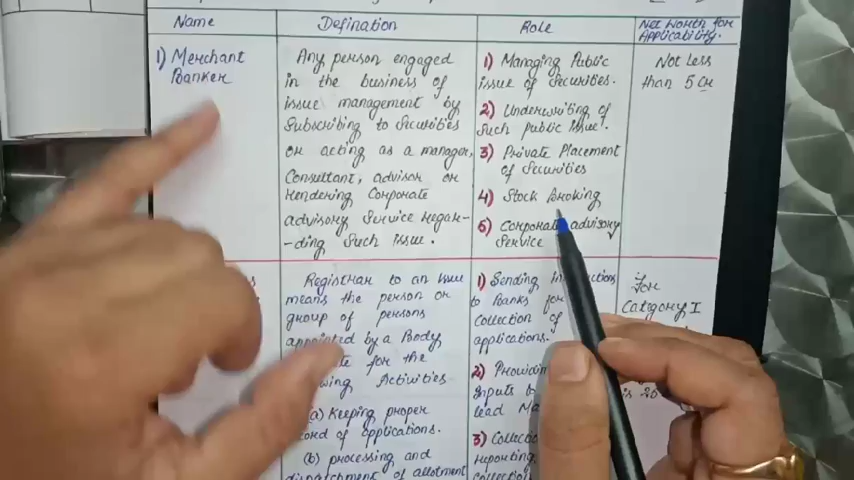 Name
Defination
Role
Net worth for
Applicability.
1) Merchant
Banker
Any person engaged
in the business of
issue management by
Subscribing to Securities
or acting as a manager,
Consultant, advisor or
rendering Corporate
advisory Service regar-
-ding Such issue.
1) Managing Public
issue of Securities.
2) Underwriting of
Such public issue.
3) Private Placement
of Securities
4) Stock Broking
5) Corporate advisory
Service
Not Less
than 5 Cr
Registrar to an Issue
means the person or
group of persons
appointed by a Body
for the
Activities
(a) Keeping proper
of applications.
(b) processing and
1) Sending
to Banks for
Collection of
applications.
2)
Inputs
lead
3)
reporting
For
Category I
is